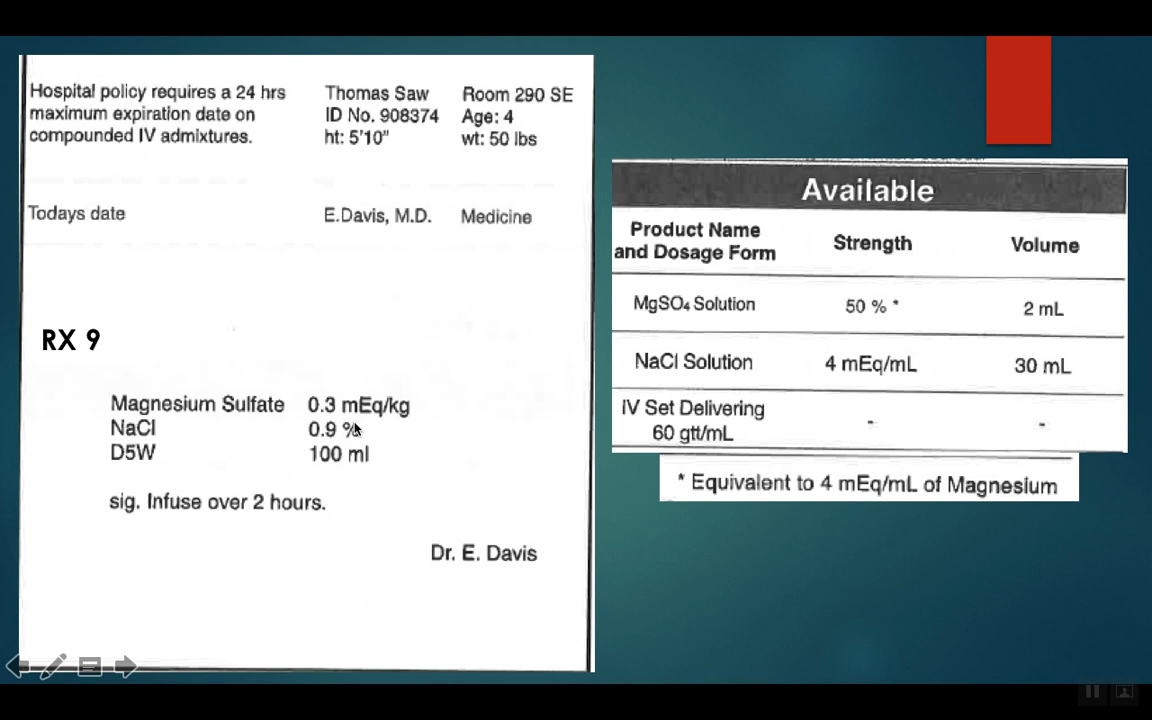 Hospital policy requires a 24 hrs
maximum expiration date on
compounded IV admixtures.
Thomas Saw
ID No. 908374
ht: 5'10"
Room 290 SE
Age: 4
wt: 50 lbs
Todays date
E.Davis, M.D.
Medicine
RX 9
Magnesium Sulfate 0.3 mEq/kg
NaCl 0.9 %
D5W 100 ml
sig. Infuse over 2 hours.
Dr. E. Davis
Available
Product Name
and Dosage Form
Strength
Volume
MgSO₄ Solution 50 % * 2 mL
NaCl Solution 4 mEq/mL 30 mL
IV Set Delivering
60 gtt/mL
- -
* Equivalent to 4 mEq/mL of Magnesium